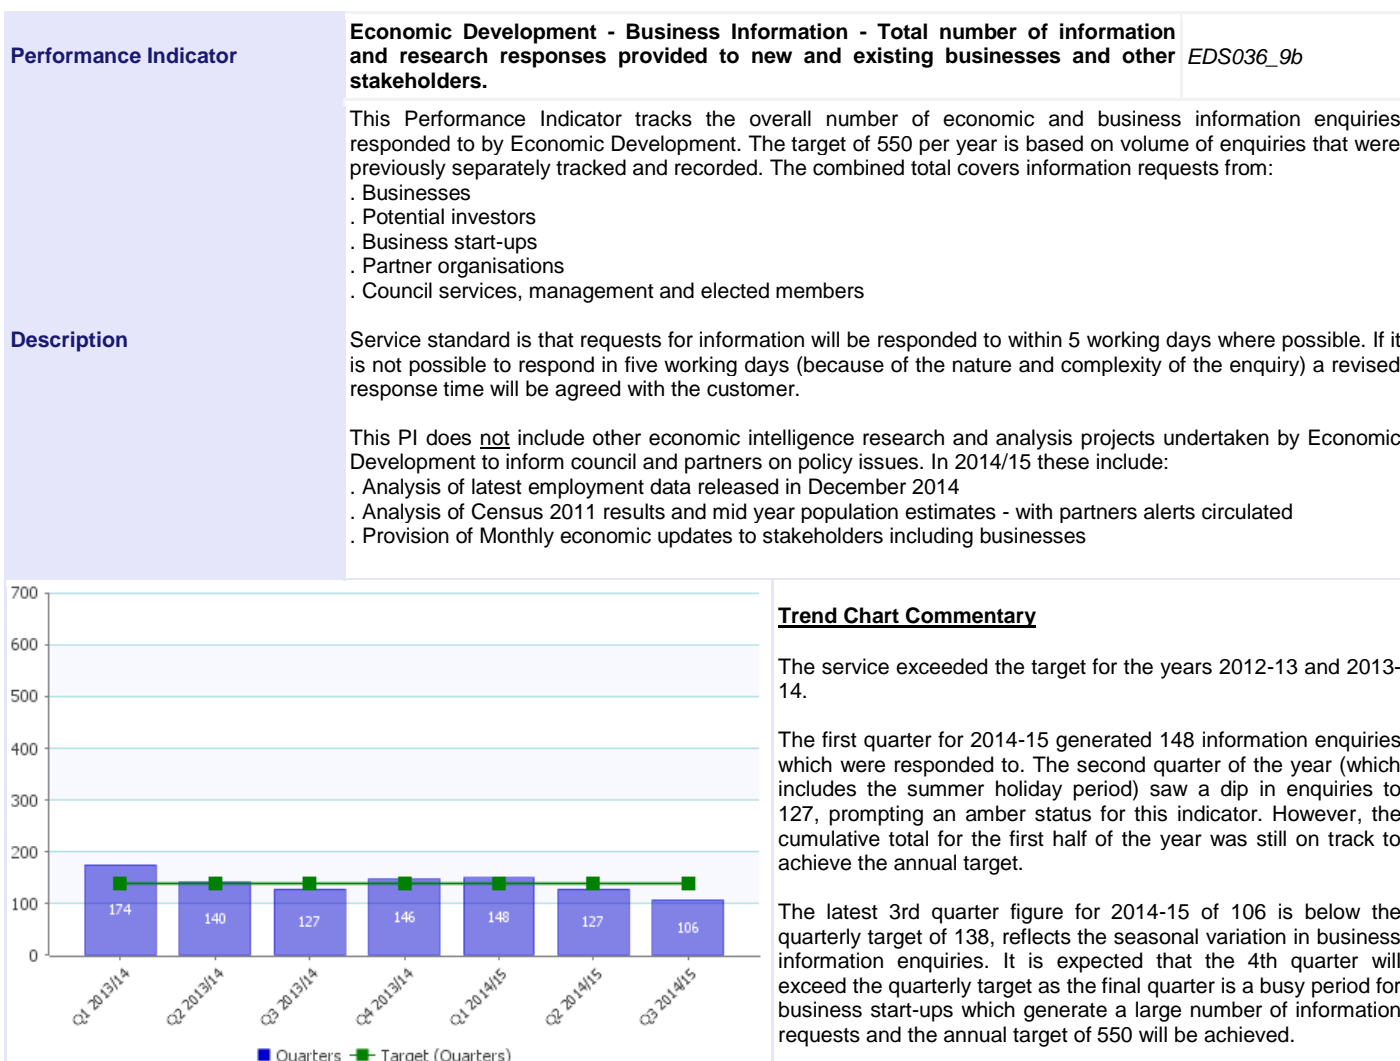 Performance Indicator
Economic Development - Business Information - Total number of information
and research responses provided to new and existing businesses and other
stakeholders.
EDS036_9b
Description
This Performance Indicator tracks the overall number of economic and business information enquiries
responded to by Economic Development. The target of 550 per year is based on volume of enquiries that were
previously separately tracked and recorded. The combined total covers information requests from:
. Businesses
. Potential investors
. Business start-ups
. Partner organisations
. Council services, management and elected members
Service standard is that requests for information will be responded to within 5 working days where possible. If it
is not possible to respond in five working days (because of the nature and complexity of the enquiry) a revised
response time will be agreed with the customer.
This PI does not include other economic intelligence research and analysis projects undertaken by Economic
Development to inform council and partners on policy issues. In 2014/15 these include:
. Analysis of latest employment data released in December 2014
. Analysis of Census 2011 results and mid year population estimates - with partners alerts circulated
. Provision of Monthly economic updates to stakeholders including businesses
700
600
500
400
300
200
100
0
174
140
127
146
148
127
106
Q1 2013/14
Q2 2013/14
Q3 2013/14
Q4 2013/14
Q1 2014/15
Q2 2014/15
Q3 2014/15
Quarters Target (Quarters)
Trend Chart Commentary
The service exceeded the target for the years 2012-13 and 2013-
14.
The first quarter for 2014-15 generated 148 information enquiries
which were responded to. The second quarter of the year (which
includes the summer holiday period) saw a dip in enquiries to
127, prompting an amber status for this indicator. However, the
cumulative total for the first half of the year was still on track to
achieve the annual target.
The latest 3rd quarter figure for 2014-15 of 106 is below the
quarterly target of 138, reflects the seasonal variation in business
information enquiries. It is expected that the 4th quarter will
exceed the quarterly target as the final quarter is a busy period for
business start-ups which generate a large number of information
requests and the annual target of 550 will be achieved.